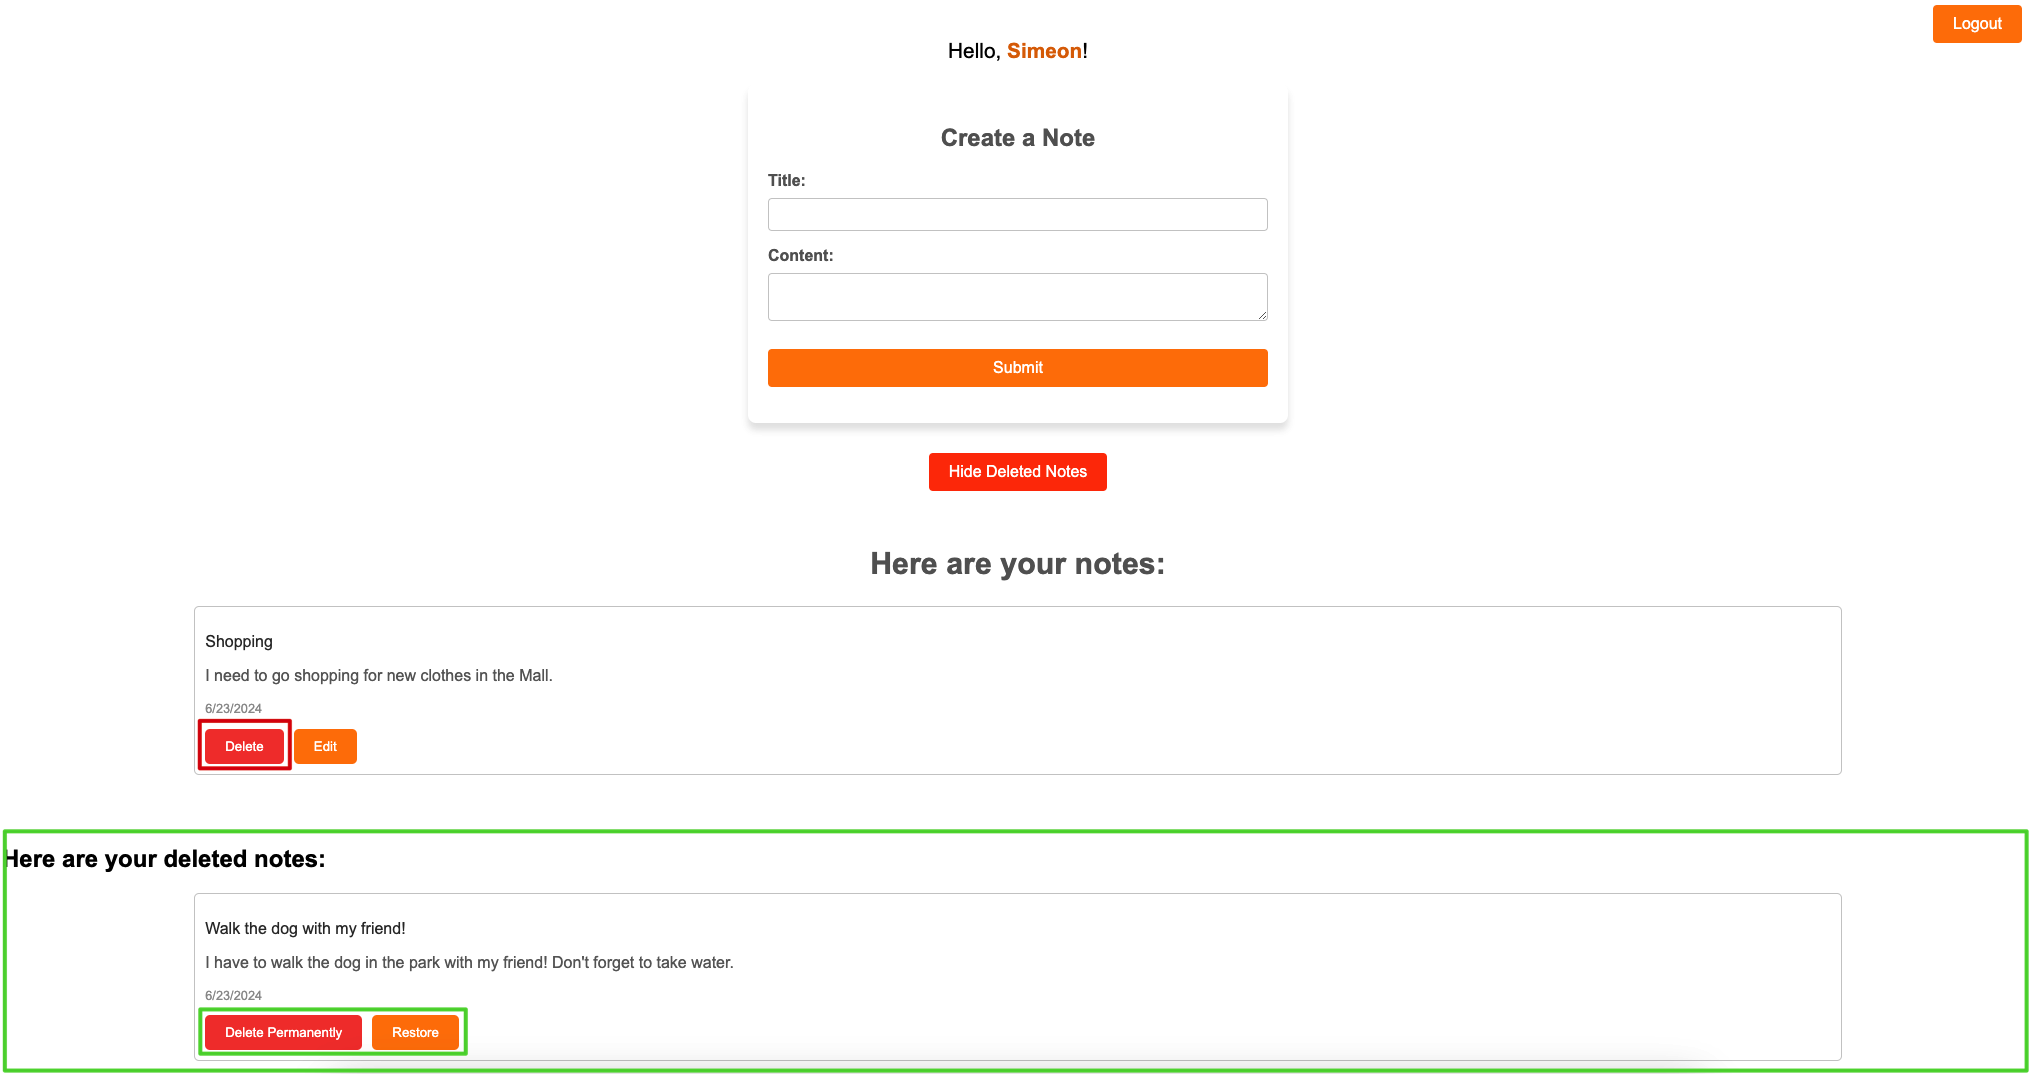 Logout
Hello, Simeon!
Create a Note
Title:
Content:
Submit
Hide Deleted Notes
Here are your notes:
Shopping
I need to go shopping for new clothes in the Mall.
6/23/2024
Delete Edit
Here are your deleted notes:
Walk the dog with my friend!
I have to walk the dog in the park with my friend! Don't forget to take water.
6/23/2024
Delete Permanently Restore